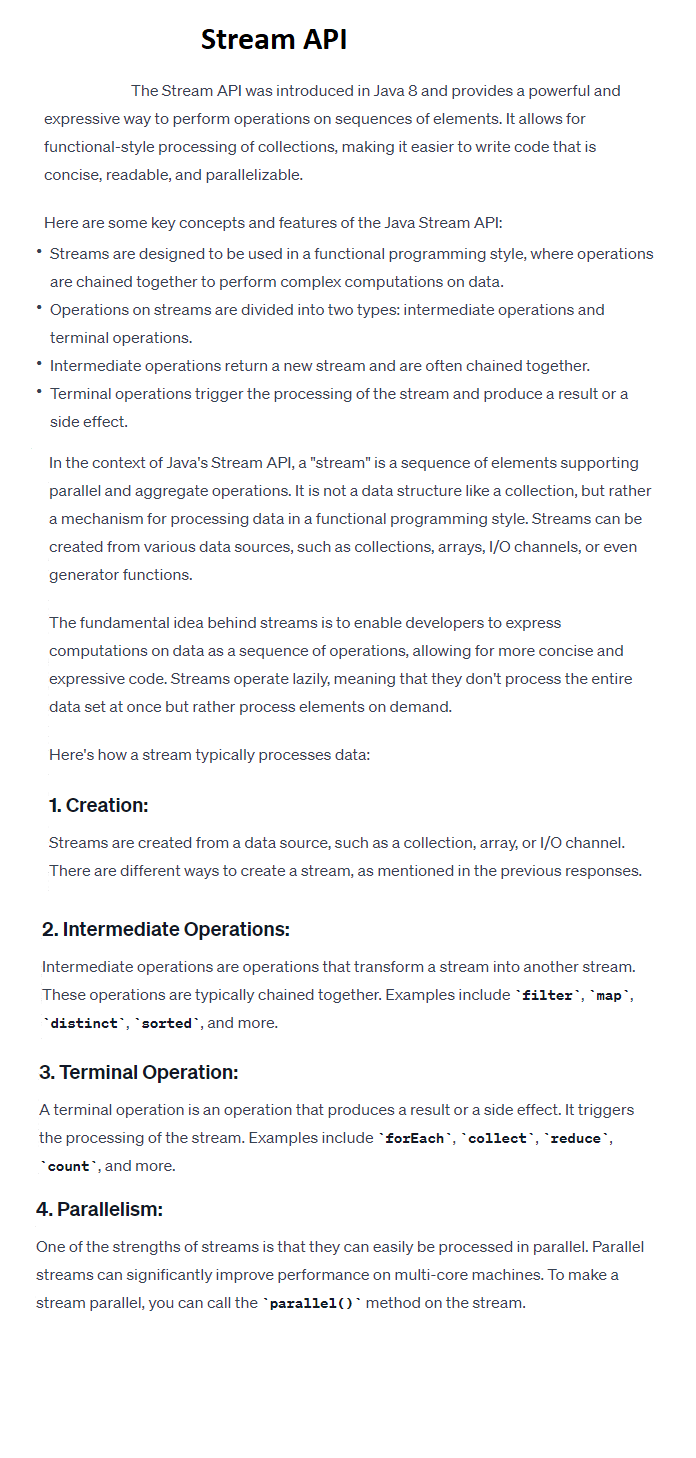 Stream API
The Stream API was introduced in Java 8 and provides a powerful and
expressive way to perform operations on sequences of elements. It allows for
functional-style processing of collections, making it easier to write code that is
concise, readable, and parallelizable.
Here are some key concepts and features of the Java Stream API:
• Streams are designed to be used in a functional programming style, where operations
are chained together to perform complex computations on data.
• Operations on streams are divided into two types: intermediate operations and
terminal operations.
• Intermediate operations return a new stream and are often chained together.
• Terminal operations trigger the processing of the stream and produce a result or a
side effect.
In the context of Java's Stream API, a "stream" is a sequence of elements supporting
parallel and aggregate operations. It is not a data structure like a collection, but rather
a mechanism for processing data in a functional programming style. Streams can be
created from various data sources, such as collections, arrays, I/O channels, or even
generator functions.
The fundamental idea behind streams is to enable developers to express
computations on data as a sequence of operations, allowing for more concise and
expressive code. Streams operate lazily, meaning that they don't process the entire
data set at once but rather process elements on demand.
Here's how a stream typically processes data:
1. Creation:
Streams are created from a data source, such as a collection, array, or I/O channel.
There are different ways to create a stream, as mentioned in the previous responses.
2. Intermediate Operations:
Intermediate operations are operations that transform a stream into another stream.
These operations are typically chained together. Examples include `filter`, `map`,
`distinct`, `sorted`, and more.
3. Terminal Operation:
A terminal operation is an operation that produces a result or a side effect. It triggers
the processing of the stream. Examples include `forEach`, `collect`, `reduce`,
`count`, and more.
4. Parallelism:
One of the strengths of streams is that they can easily be processed in parallel. Parallel
streams can significantly improve performance on multi-core machines. To make a
stream parallel, you can call the `parallel()` method on the stream.